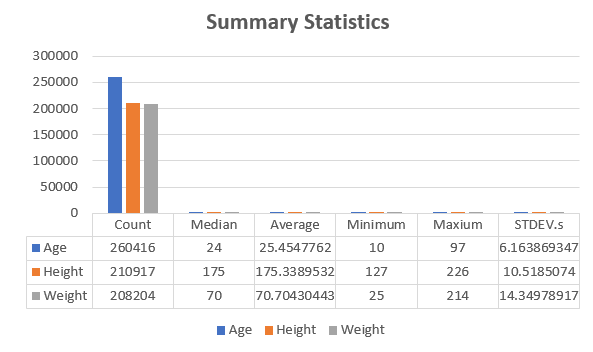 Summary Statistics
300000
250000
200000
150000
100000
50000
0
Count Median Average Minimum Maxium STDEV.s
Age 260416 24 25.4547762 10 97 6.163869347
Height 210917 175 175.3389532 127 226 10.5185074
Weight 208204 70 70.70430443 25 214 14.34978917
Age Height Weight